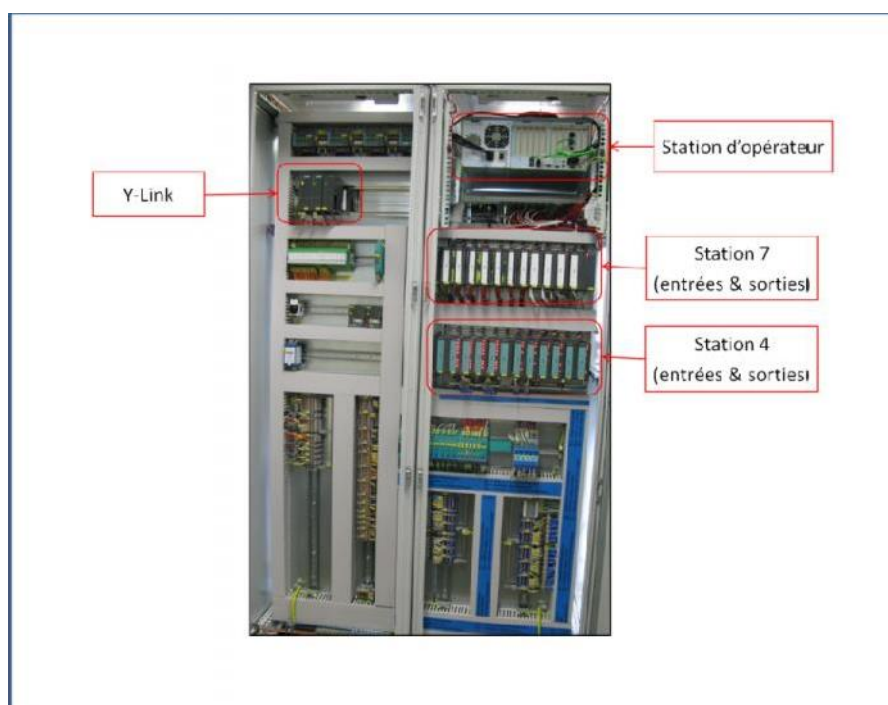 Station d'opérateur
Y-Link
Station 7
(entrées & sorties)
Station 4
(entrées & sorties)